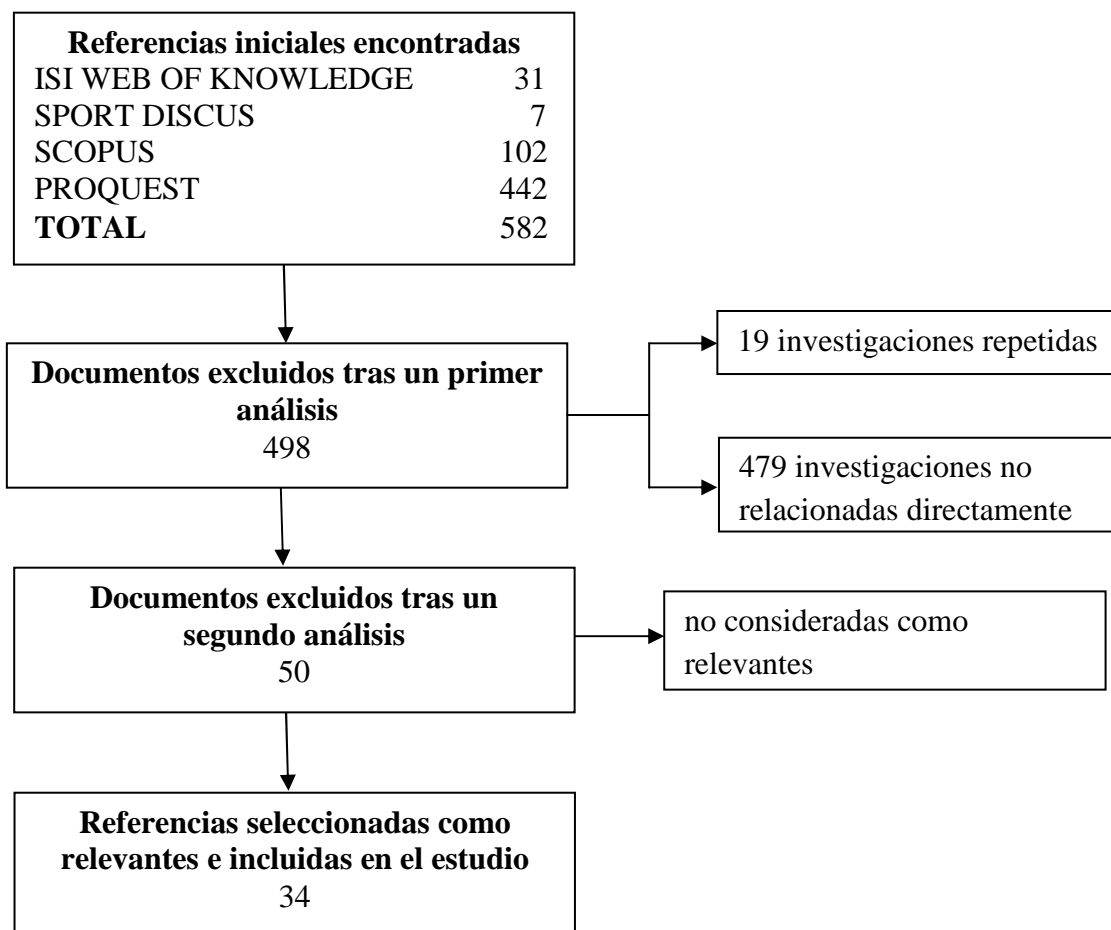 Referencias iniciales encontradas
ISI WEB OF KNOWLEDGE 31
SPORT DISCUS 7
SCOPUS 102
PROQUEST 442
TOTAL 582
Documentos excluidos tras un primer
análisis
498
19 investigaciones repetidas
479 investigaciones no
relacionadas directamente
Documentos excluidos tras un
segundo análisis
50
no consideradas como
relevantes
Referencias seleccionadas como
relevantes e incluidas en el estudio
34